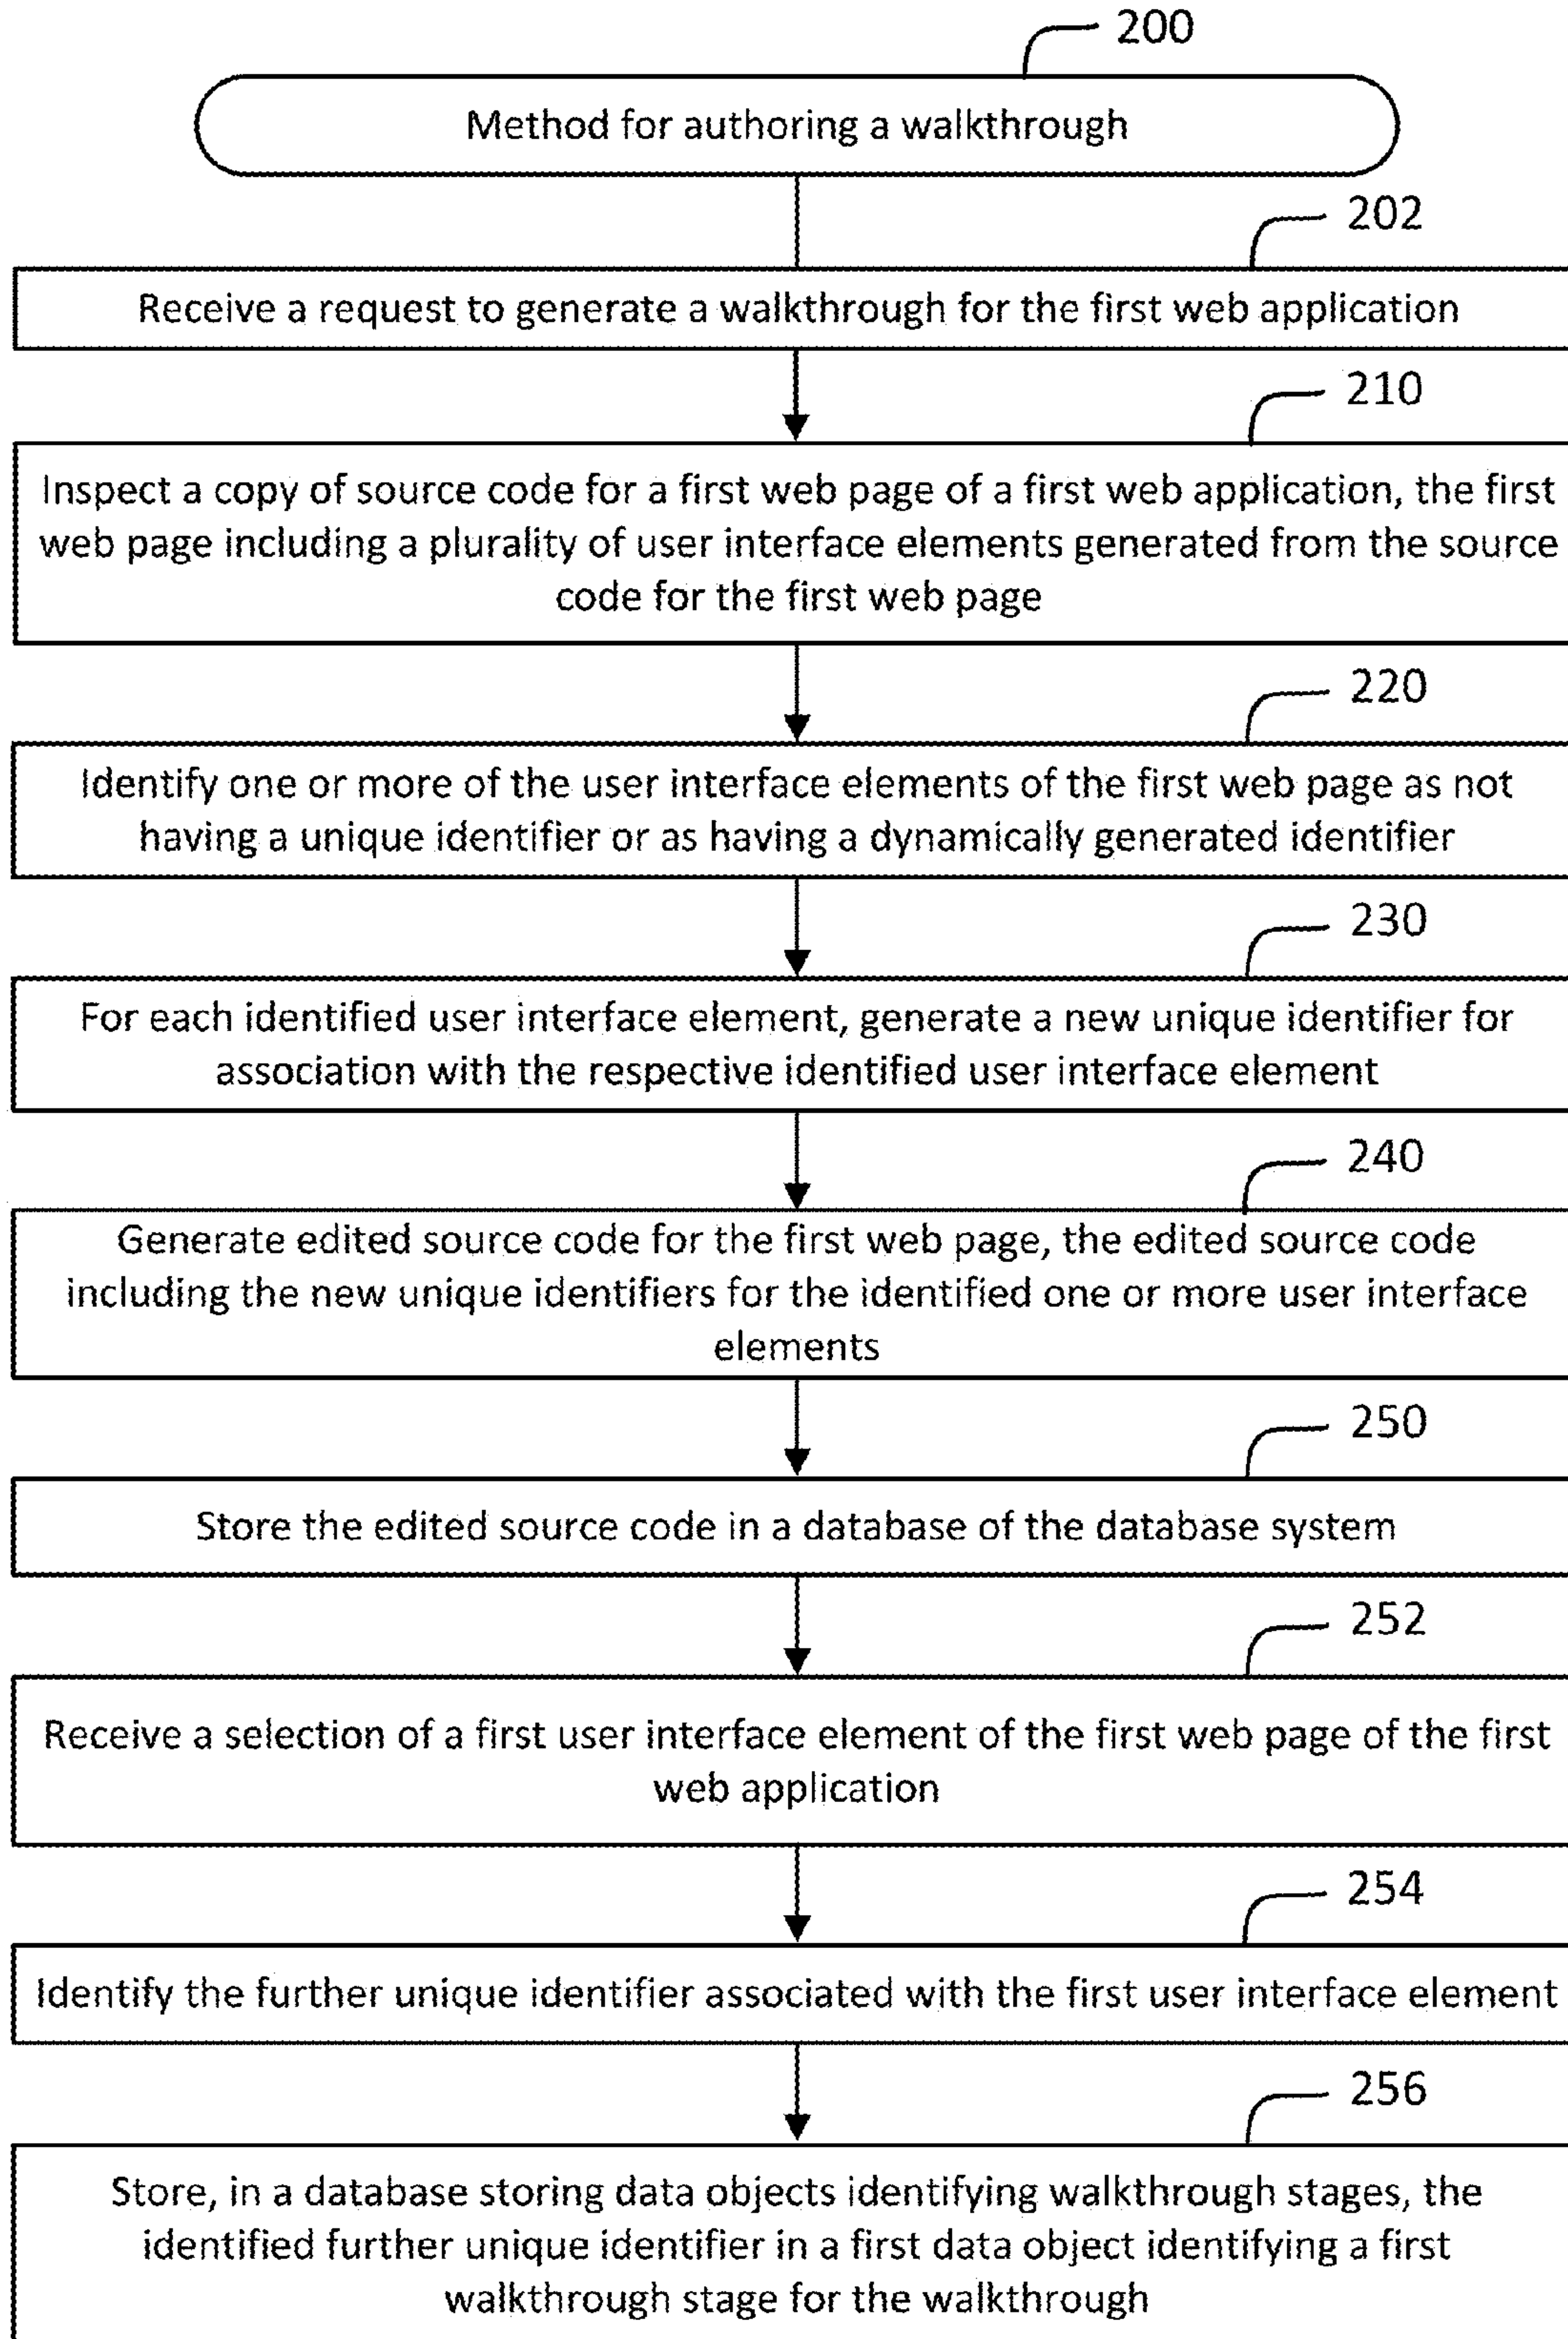 200
Method for authoring a walkthrough
202
Receive a request to generate a walkthrough for the first web application
210
Inspect a copy of source code for a first web page of a first web application, the first
web page including a plurality of user interface elements generated from the source
code for the first web page
220
Identify one or more of the user interface elements of the first web page as not
having a unique identifier or as having a dynamically generated identifier
230
For each identified user interface element, generate a new unique identifier for
association with the respective identified user interface element
240
Generate edited source code for the first web page, the edited source code
including the new unique identifiers for the identified one or more user interface
elements
250
Store the edited source code in a database of the database system
252
Receive a selection of a first user interface element of the first web page of the first
web application
254
Identify the further unique identifier associated with the first user interface element
256
Store, in a database storing data objects identifying walkthrough stages, the
identified further unique identifier in a first data object identifying a first
walkthrough stage for the walkthrough